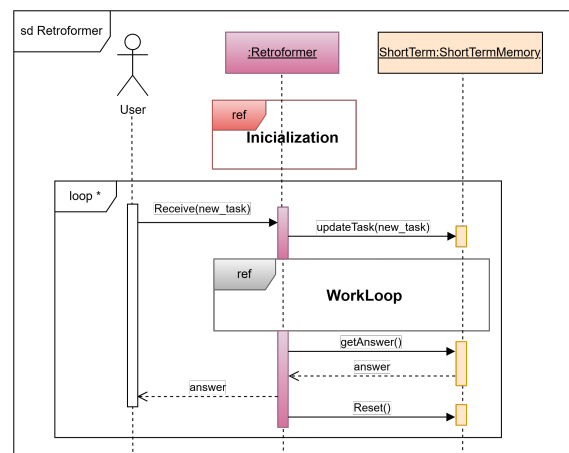 sd Retroformer
:Retroformer
ShortTerm:ShortTermMemory
User
ref
Inicialization
loop *
Receive(new_task)
updateTask(new_task)
ref
WorkLoop
getAnswer()
answer
answer
Reset()